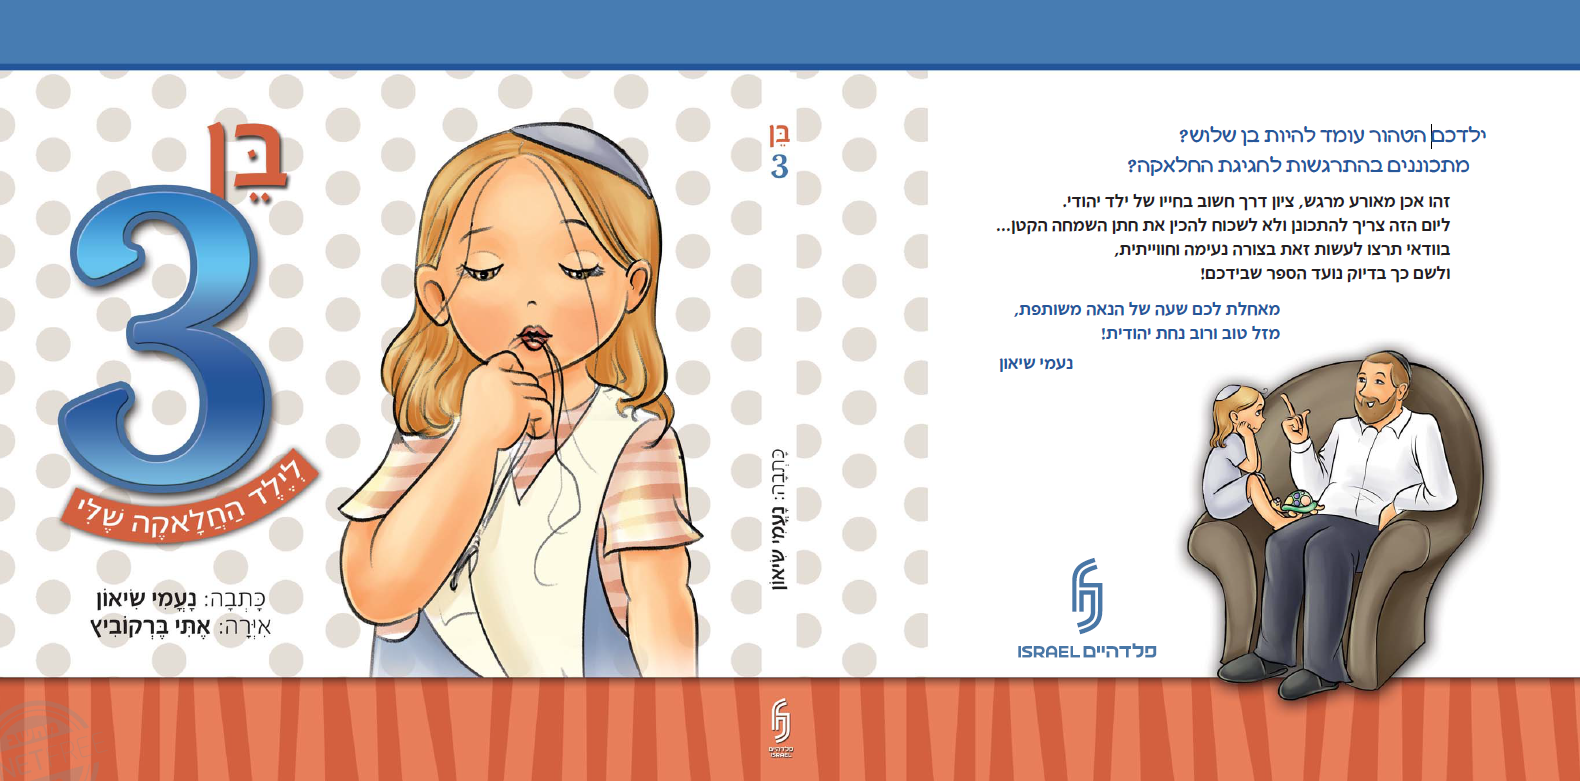 בֵּן
3
לְיֶלֶד הַחֲלָאקֶה שֶׁלִּי
כָּתְבָה: נָעֳמִי שִׂיאוֹן
אִיְּרָה: אֶתִּי בֶּרְקוֹבִיץ
בֵּן
3
כָּתְבָה: נָעֳמִי שִׂיאוֹן
פלדהיים
ISRAEL
ילדכם הטהור עומד להיות בן שלוש?
מתכוננים בהתרגשות לחגיגת החלאקה?
זהו אכן מאורע מרגש, ציון דרך חשוב בחייו של ילד יהודי.
ליום הזה צריך להתכונן ולא לשכוח להכין את חתן השמחה הקטן...
בוודאי תרצו לעשות זאת בצורה נעימה וחווייתית,
ולשם כך בדיוק נועד הספר שבידכם!
מאחלת לכם שעה של הנאה משותפת,
מזל טוב ורוב נחת יהודית!
נעמי שיאון
פלדהיים ISRAEL